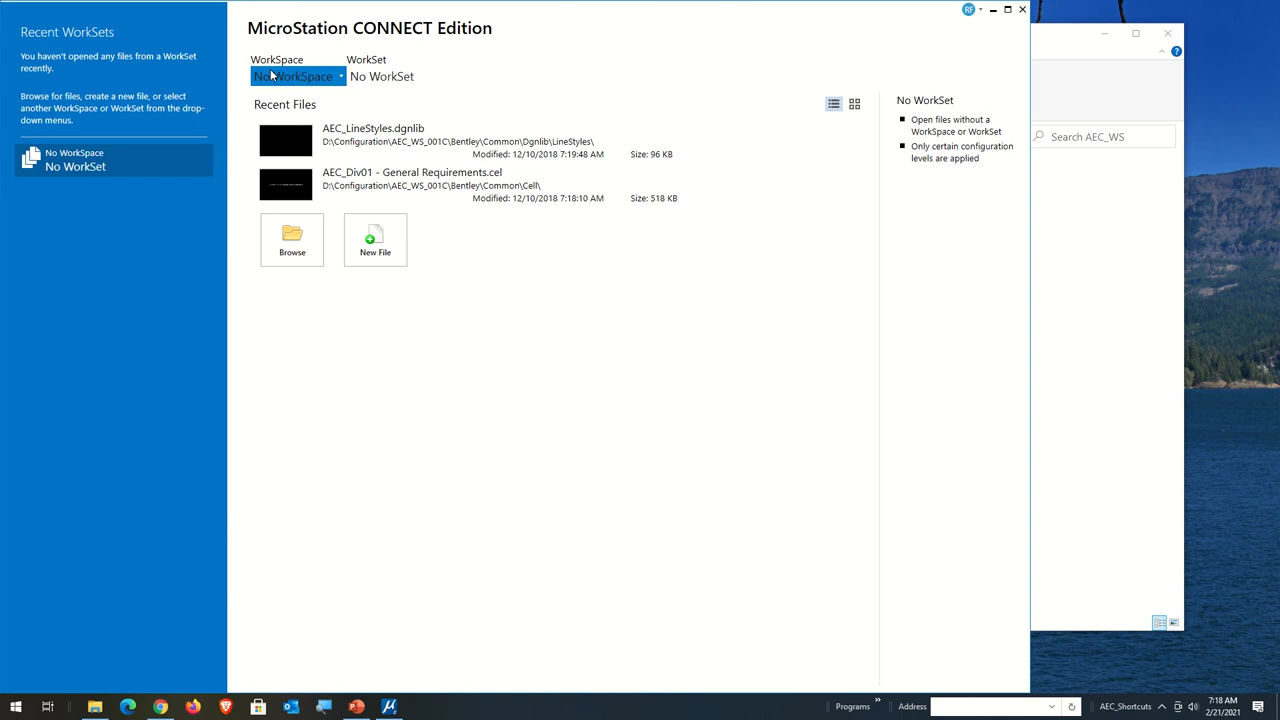 Recent WorkSets
You haven't opened any files from a WorkSet
recently.
Browse for files, create a new file, or select
another WorkSpace or WorkSet from the drop-
down menus.
No WorkSpace
No WorkSet
RF
MicroStation CONNECT Edition
WorkSpace WorkSet
No WorkSpace No WorkSet
Recent Files
AEC_LineStyles.dgnlib
D:\Configuration\AEC_WS_001C\Bentley\Common\Dgnlib\LineStyles\
Modified: 12/10/2018 7:19:48 AM Size: 96 KB
AEC_Div01 - General Requirements.cel
D:\Configuration\AEC_WS_001C\Bentley\Common\Cell\
Modified: 12/10/2018 7:18:10 AM Size: 518 KB
Browse New File
No WorkSet
Open files without a
WorkSpace or WorkSet
Only certain configuration
levels are applied
Search AEC_WS
Programs Address AEC_Shortcuts
7:18 AM
2/21/2021